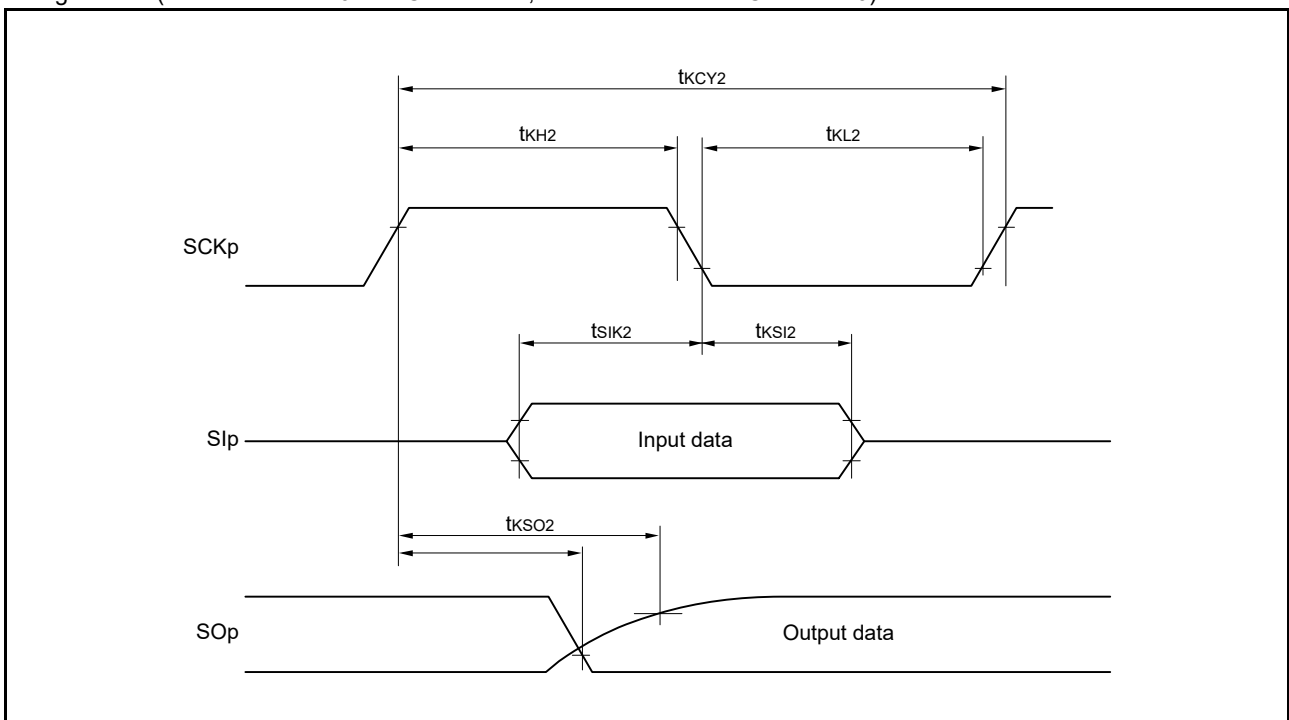 tKCY2
tKH2
tKL2
SCKp
tSIK2
tKSI2
SIp
Input data
tKSO2
SOp
Output data